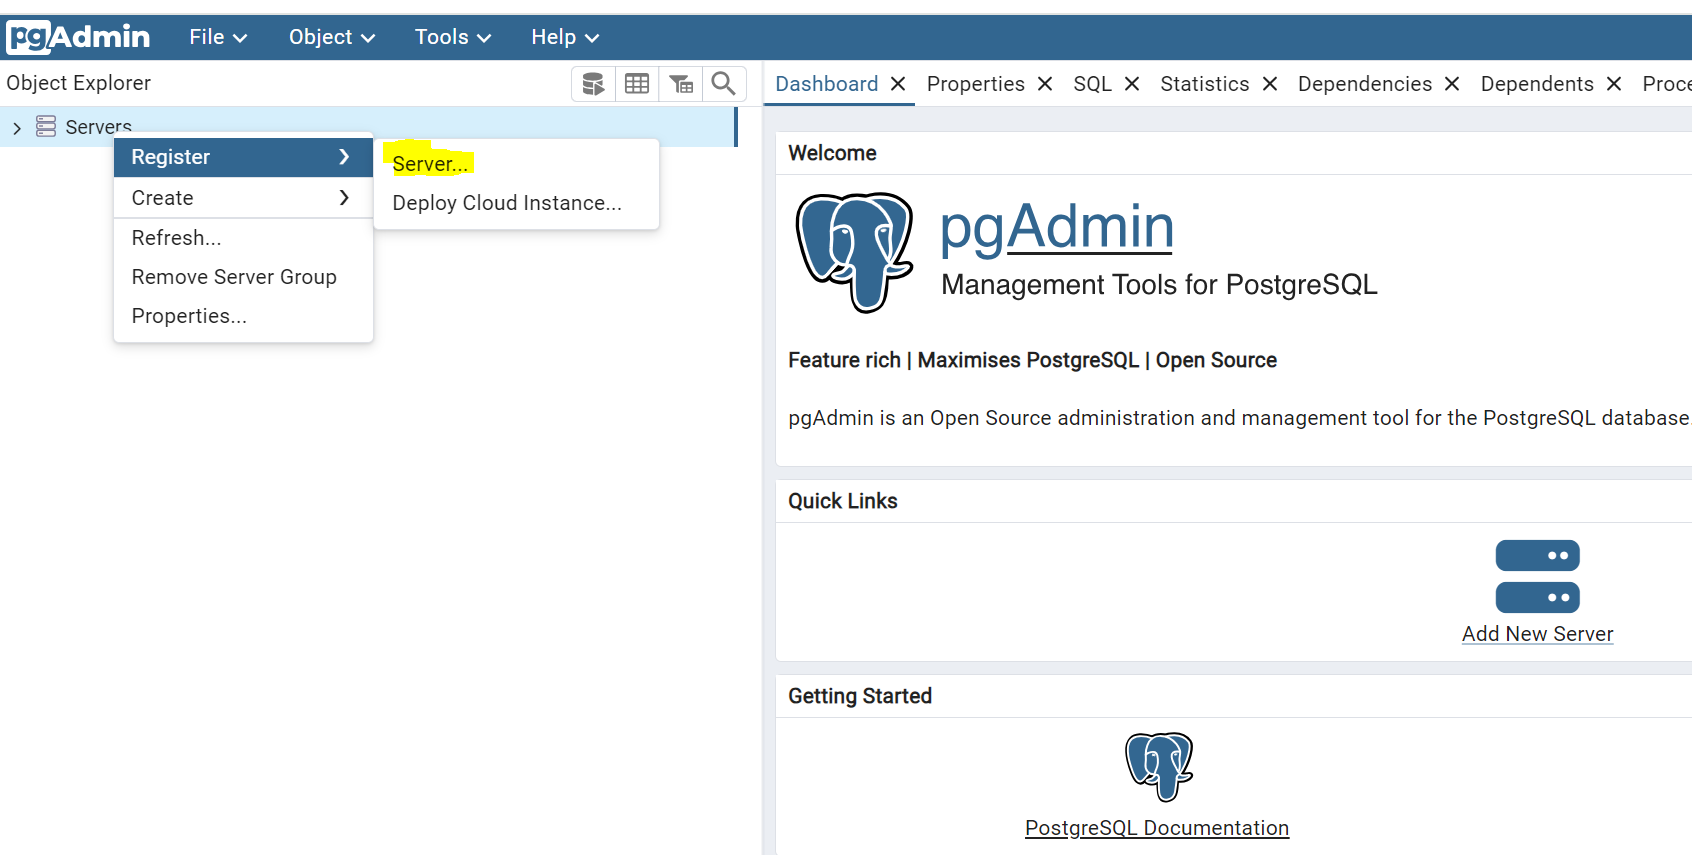 pgAdmin File Object Tools Help
Object Explorer
Servers
Register
Create
Refresh...
Remove Server Group
Properties...
Server...
Deploy Cloud Instance...
Dashboard Properties SQL Statistics Dependencies Dependents
Welcome
pgAdmin
Management Tools for PostgreSQL
Feature rich | Maximises PostgreSQL | Open Source
pgAdmin is an Open Source administration and management tool for the PostgreSQL database.
Quick Links
Add New Server
Getting Started
PostgreSQL Documentation